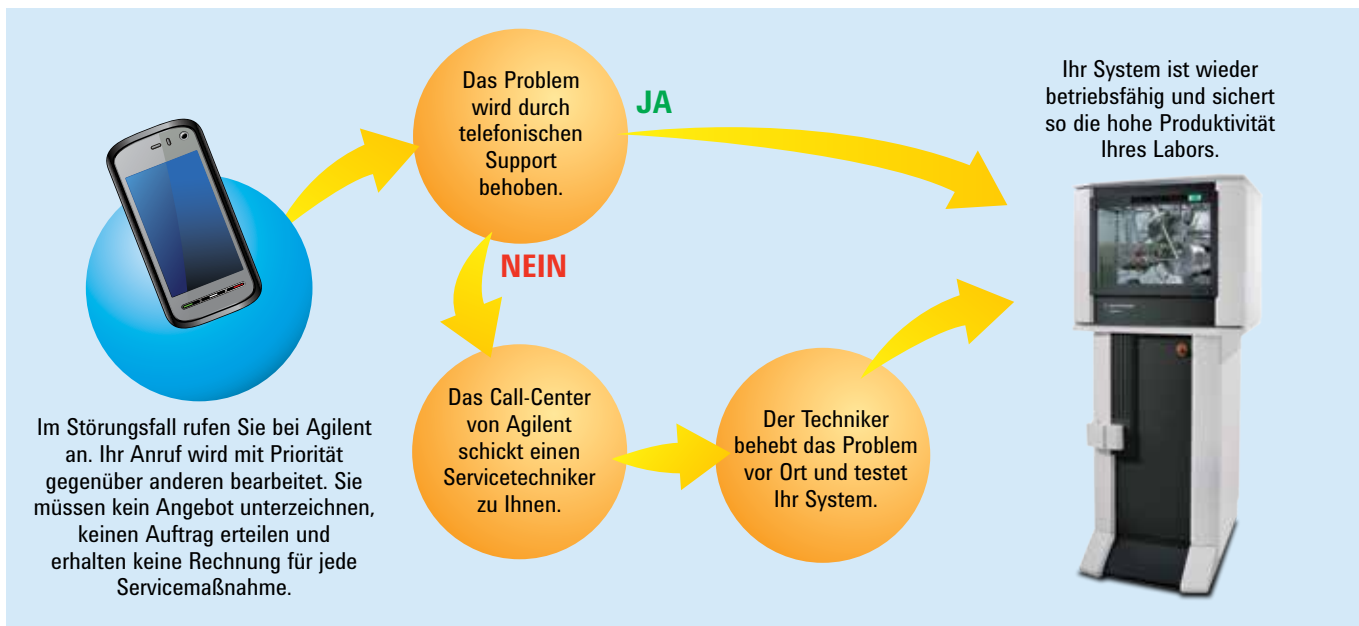 Im Störungsfall rufen Sie bei Agilent
an. Ihr Anruf wird mit Priorität
gegenüber anderen bearbeitet. Sie
müssen kein Angebot unterzeichnen,
keinen Auftrag erteilen und
erhalten keine Rechnung für jede
Servicemaßnahme.
Das Problem
wird durch
telefonischen
Support
behoben.
JA
NEIN
Das Call-Center
von Agilent
schickt einen
Servicetechniker
zu Ihnen.
Der Techniker
behebt das Problem
vor Ort und testet
Ihr System.
Ihr System ist wieder
betriebsfähig und sichert
so die hohe Produktivität
Ihres Labors.